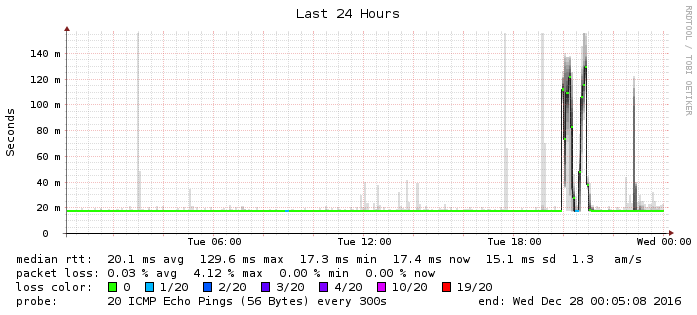 Last 24 Hours
RRDTOOL / TOBI OETIKER
Seconds
140 m
120 m
100 m
80 m
60 m
40 m
20 m
0
Tue 06:00 Tue 12:00 Tue 18:00 Wed 00:00
median rtt: 20.1 ms avg 129.6 ms max 17.3 ms min 17.4 ms now 15.1 ms sd 1.3 am/s
packet loss: 0.03 % avg 4.12 % max 0.00 % min 0.00 % now
loss color: 0 1/20 2/20 3/20 4/20 10/20 19/20
probe: 20 ICMP Echo Pings (56 Bytes) every 300s end: Wed Dec 28 00:05:08 2016